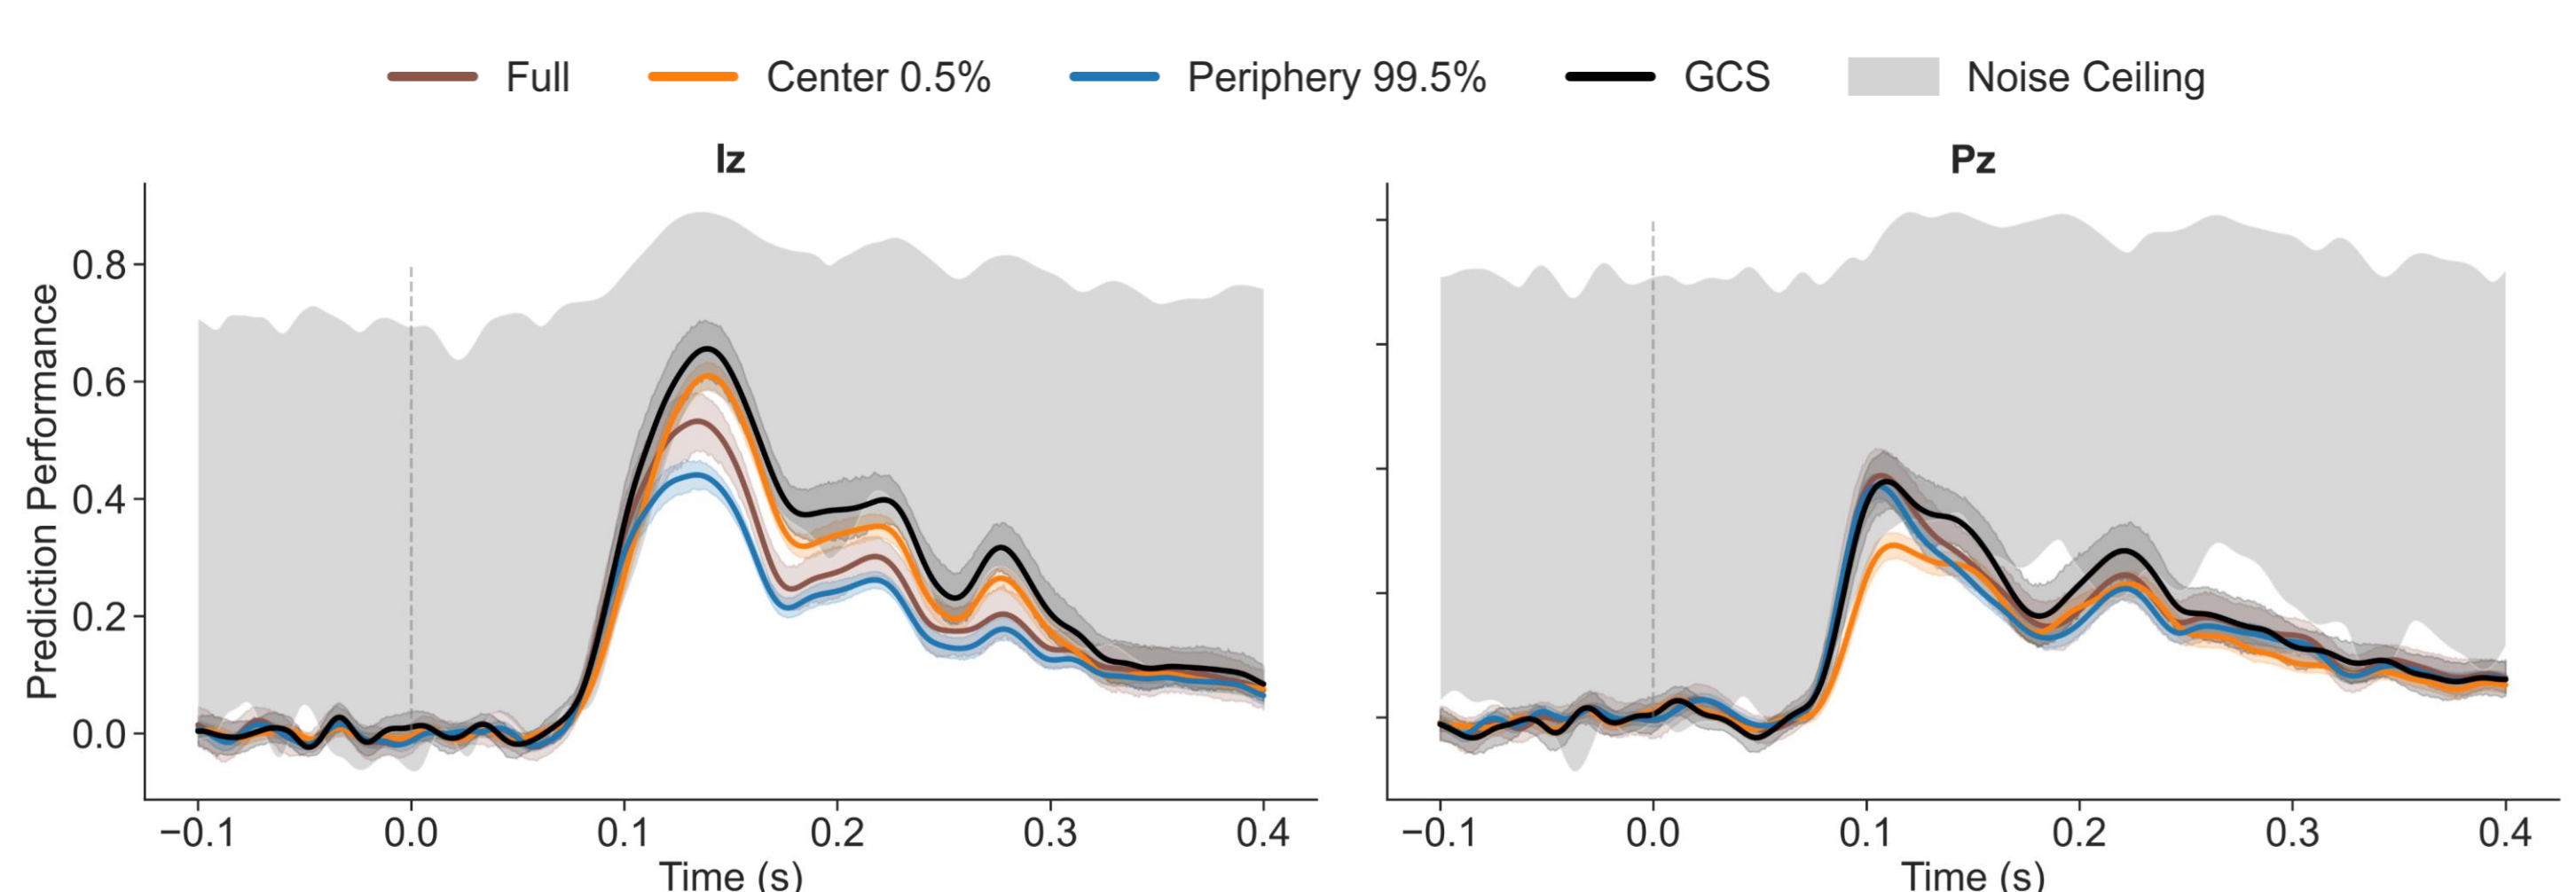 Full Center 0.5% Periphery 99.5% GCS Noise Ceiling
Iz
Prediction Performance
0.8
0.6
0.4
0.2
0.0
−0.1 0.0 0.1 0.2 0.3 0.4
Time (s)
Pz
−0.1 0.0 0.1 0.2 0.3 0.4
Time (s)